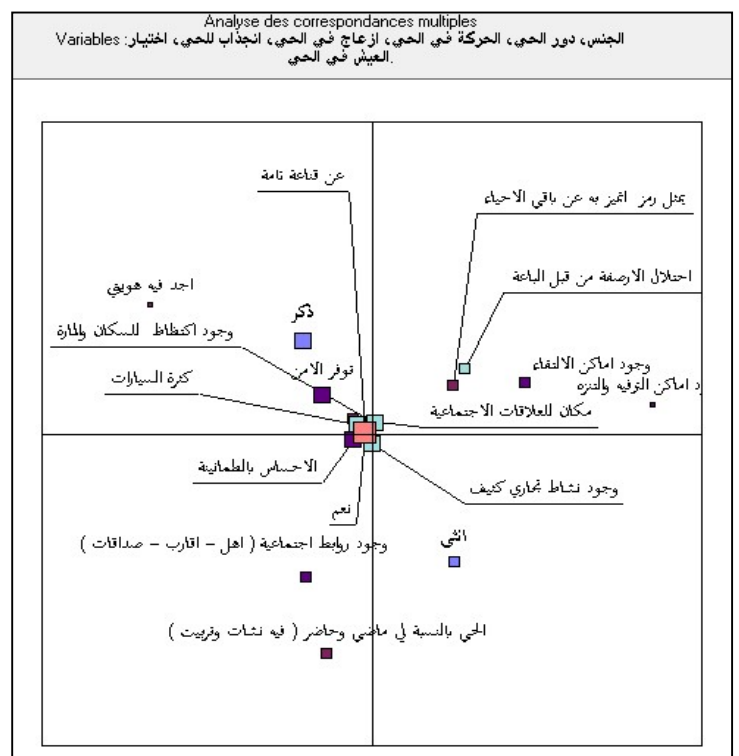 Analyse des correspondances multiples
Variables :الجنس، دور الحي، الحركة في الحي، ازعاج في الحي، انجذاب للحي، اختيار
العيش في الحي.
عن قناعة تامة
يمثل رمز اتميز به عن باقي الاحياء
احتلال الارصفة من قبل الباعة
اجد فيه هويتي
ذكر
وجود اكتظاظ للسكان والمارة
وجود اماكن الالتقاء
توفر الامن
د اماكن الترفيه والتنزه
كثرة السيارات
مكان للعلاقات الاجتماعية
الاحساس بالطمانينة
وجود نشاط تجاري كثيف
نعم
انثى
وجود روابط اجتماعية ( اهل – اقارب – صداقات )
الحي بالنسبة لي ماضي وحاضر ( فيه نشات وتربيت )